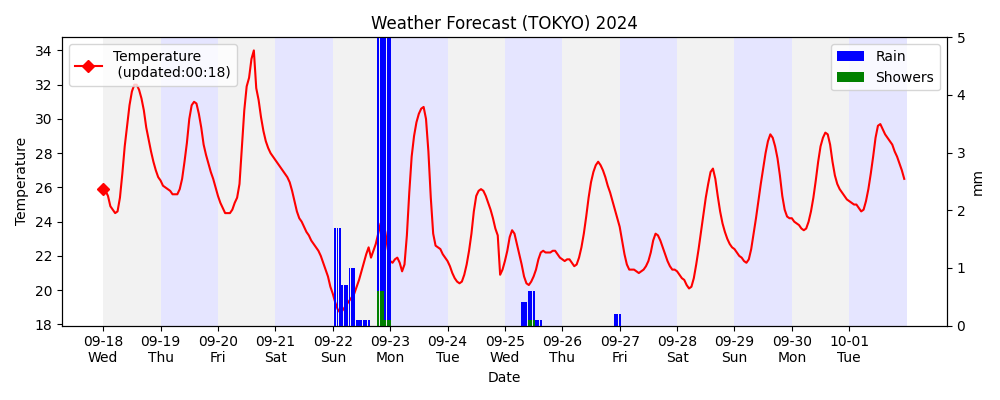 Weather Forecast (TOKYO) 2024
Temperature
(updated:00:18)
Rain
Showers
Temperature
34
32
30
28
26
24
22
20
18
5
4
3
2
1
0
mm
09-18 09-19 09-20 09-21 09-22 09-23 09-24 09-25 09-26 09-27 09-28 09-29 09-30 10-01
Wed Thu Fri Sat Sun Mon Tue Wed Thu Fri Sat Sun Mon Tue
Date